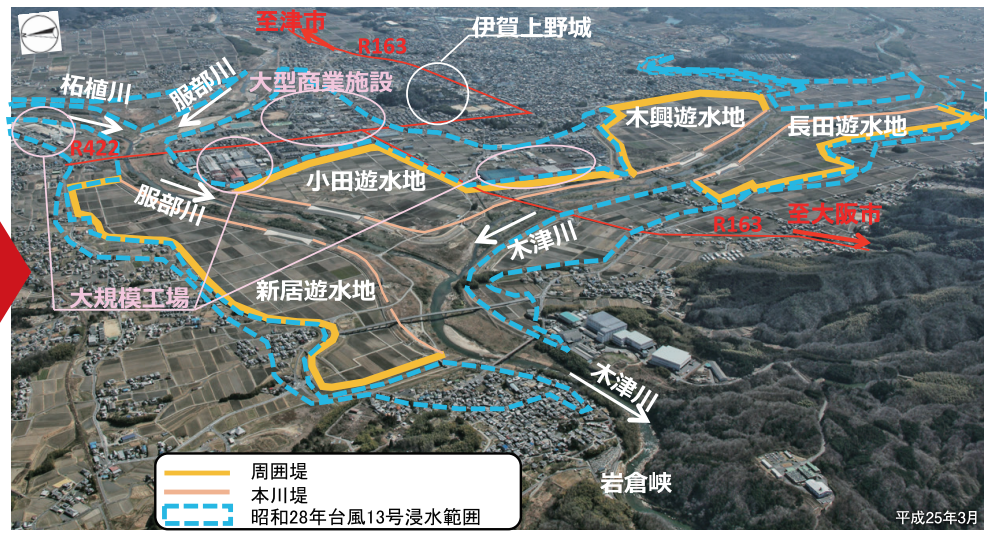 至津市
R163
伊賀上野城
柘植川
服部川
大型商業施設
木興遊水地
長田遊水地
R422
小田遊水地
服部川
木津川
R163
至大阪市
新居遊水地
大規模工場
木津川
岩倉峡
周囲堤
本川堤
昭和28年台風13号浸水範囲
平成25年3月